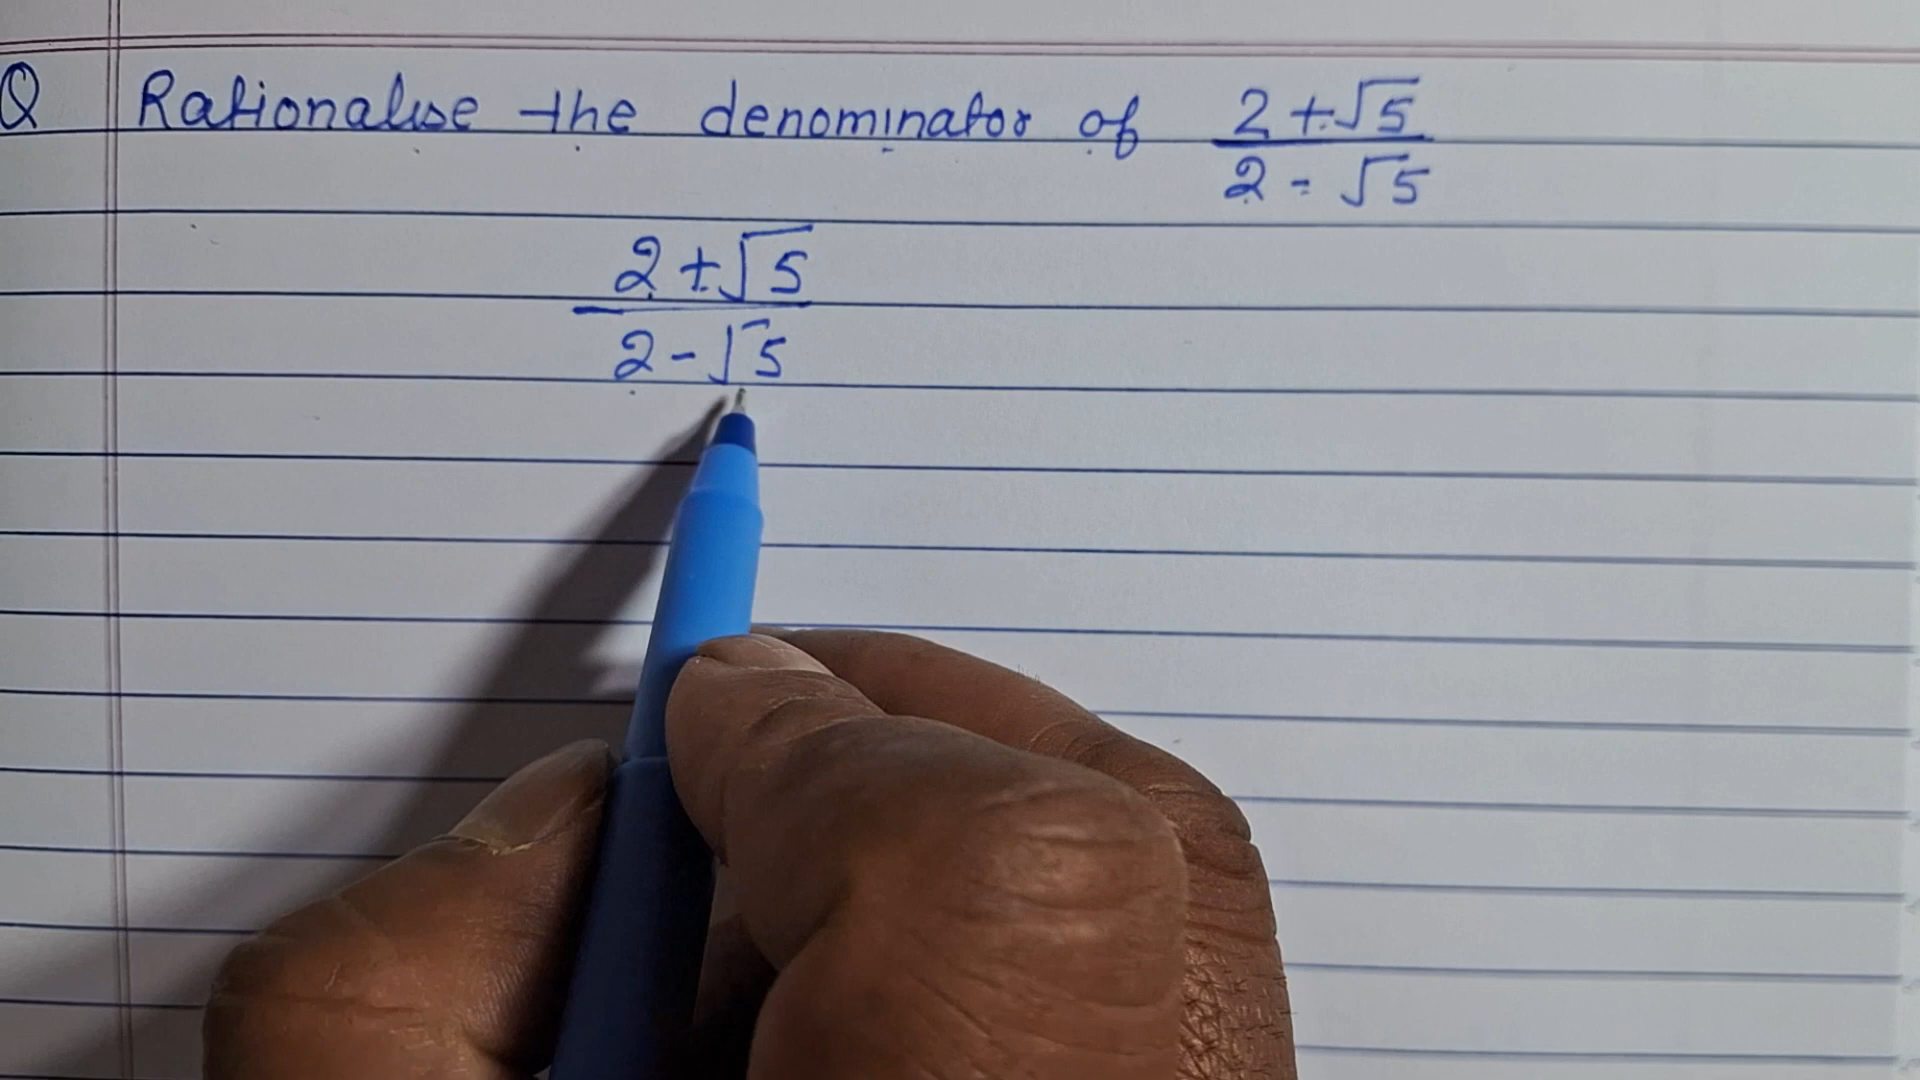 Q Rationalise the denominator of 2+√5
2-√5
2+√5
2-√5